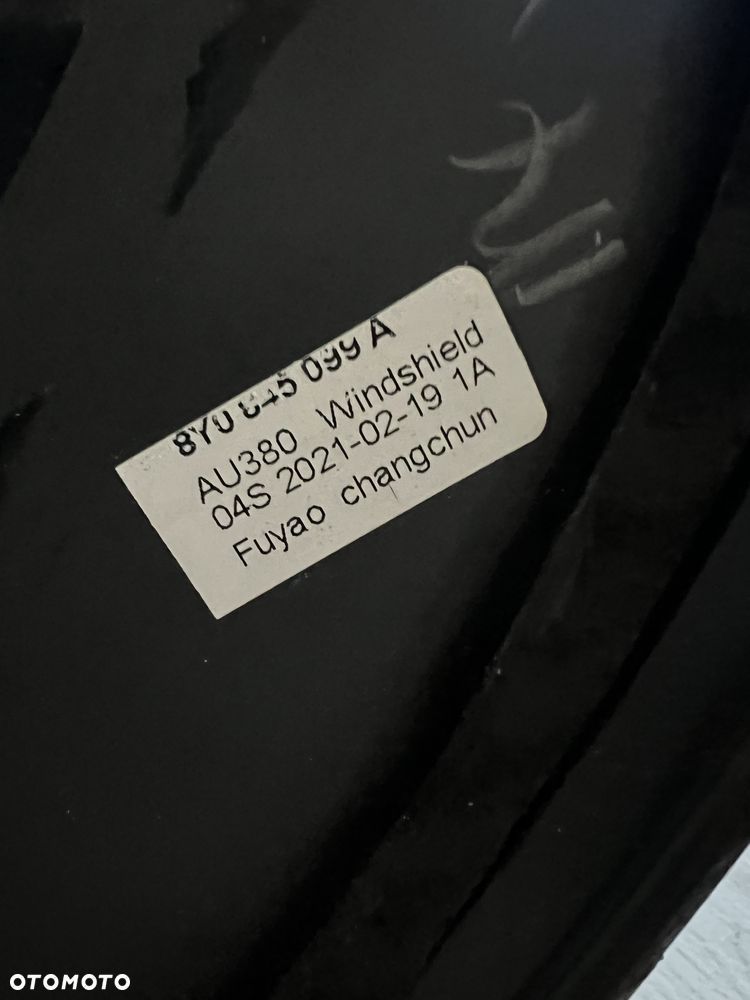 8Y0 845 099 A
AU380 Windshield
04S 2021-02-19 1A
Fuyao changchun
OTOMOTO